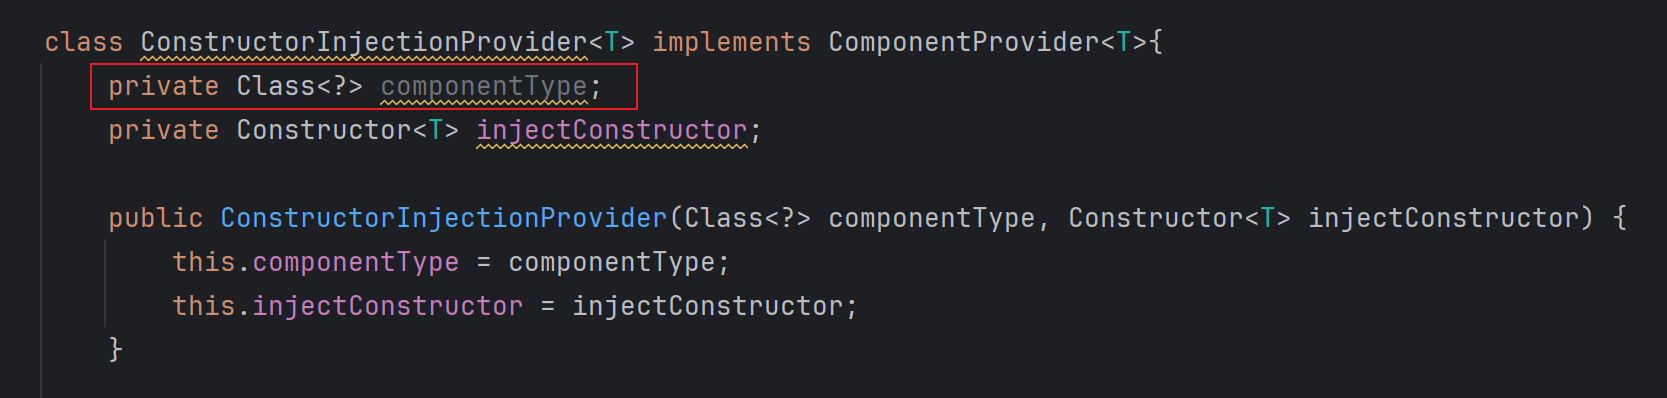 class ConstructorInjectionProvider<T> implements ComponentProvider<T>{
private Class<?> componentType;
private Constructor<T> injectConstructor;
public ConstructorInjectionProvider(Class<?> componentType, Constructor<T> injectConstructor) {
this.componentType = componentType;
this.injectConstructor = injectConstructor;
}